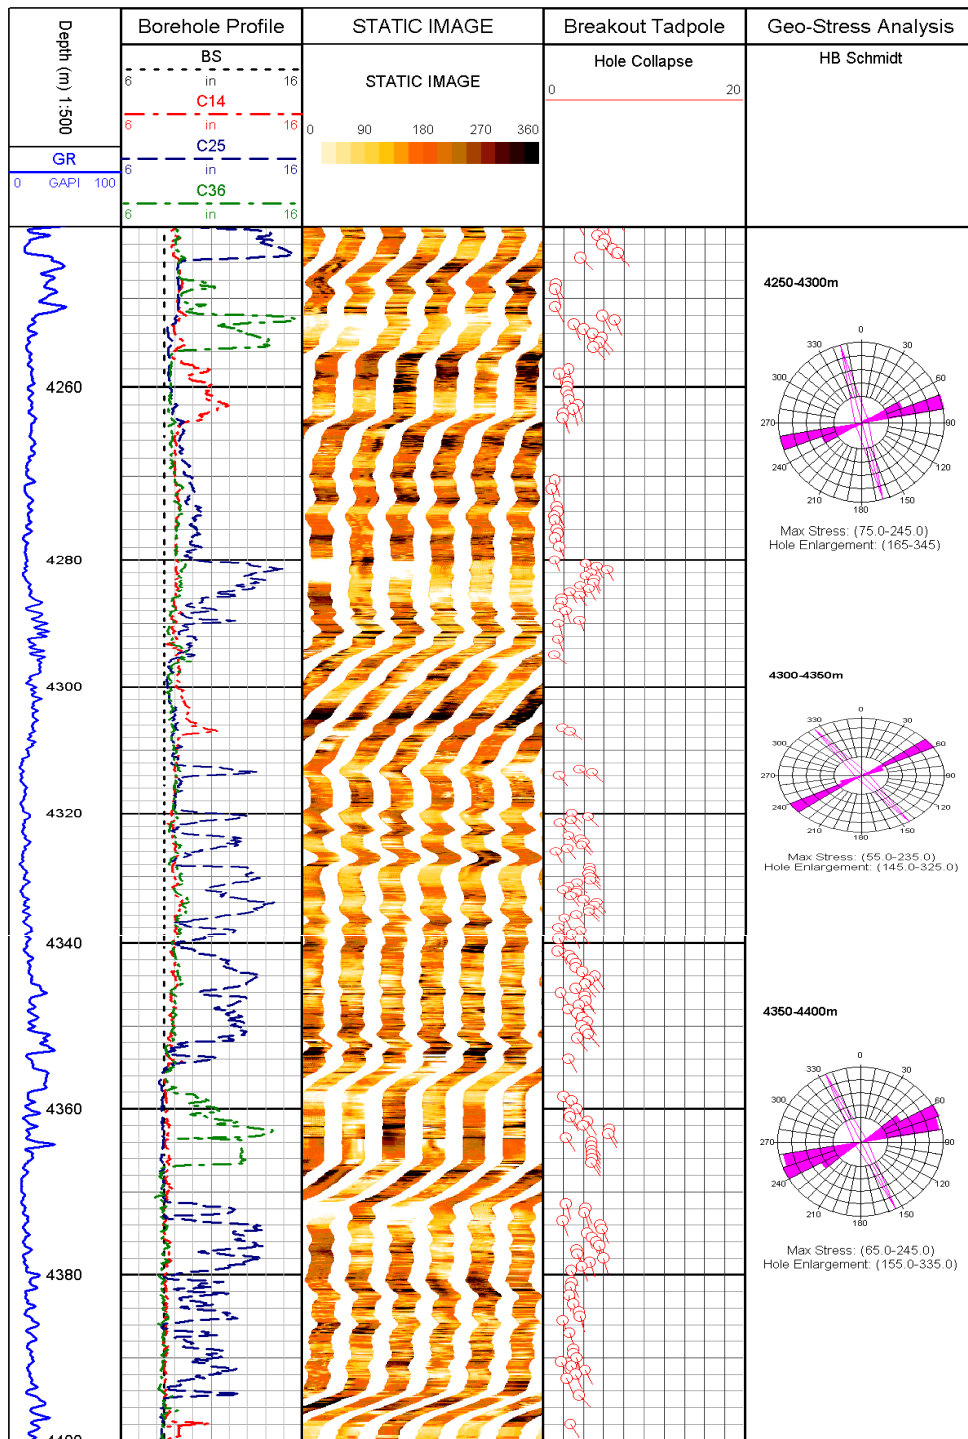 Borehole Profile
STATIC IMAGE
Breakout Tadpole
Geo-Stress Analysis
Depth (m) 1:500
BS
6 in 16
C14
6 in 16
C25
6 in 16
C36
6 in 16
GR
0 GAPI 100
STATIC IMAGE
0 90 180 270 360
Hole Collapse
0 20
HB Schmidt
4260
4280
4300
4320
4340
4360
4380
4400
4250-4300m
0
330 30
300 60
270 90
240 120
210 150
180
Max Stress: (75.0-245.0)
Hole Enlargement: (165-345)
4300-4350m
0
330 30
300 60
270 90
240 120
210 150
180
Max Stress: (55.0-235.0)
Hole Enlargement: (145.0-325.0)
4350-4400m
0
330 30
300 60
270 90
240 120
210 150
180
Max Stress: (65.0-245.0)
Hole Enlargement: (155.0-335.0)